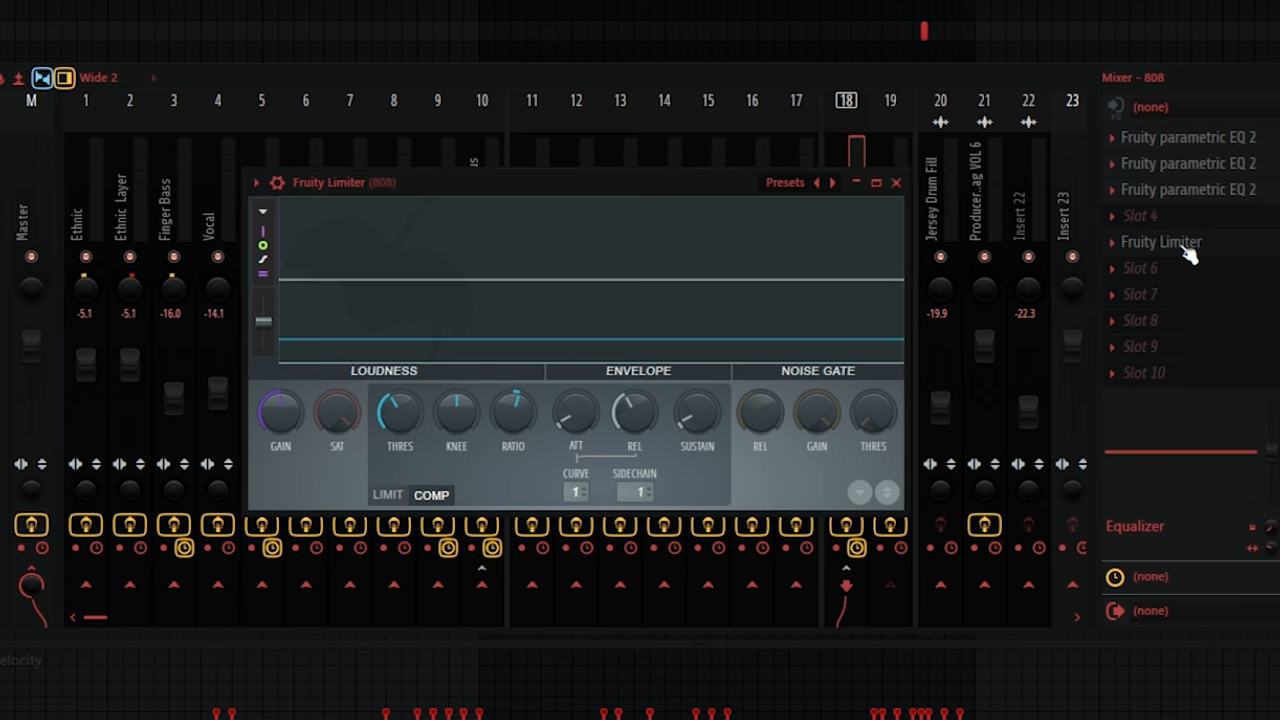 Wide 2
Mixer - 808
M 1 2 3 4 5 6 7 8 9 10 11 12 13 14 15 16 17 18 19 20 21 22 23
(none)
Fruity parametric EQ 2
Fruity parametric EQ 2
Fruity parametric EQ 2
Slot 4
Fruity Limiter
Slot 6
Slot 7
Slot 8
Slot 9
Slot 10
Master
Ethnic
Ethnic Layer
Finger Bass
Vocal
us
Jersey Drum Fill
Producer..ag VOL 6
Insert 22
Insert 23
Fruity Limiter (808)
Presets
-5.1 -5.1 -16.0 -14.1 -19.9 -22.3
LOUDNESS ENVELOPE NOISE GATE
GAIN SAT THRES KNEE RATIO ATT REL SUSTAIN REL GAIN THRES
CURVE SIDECHAIN
LIMIT COMP 1 1
Equalizer
(none)
(none)
elocity